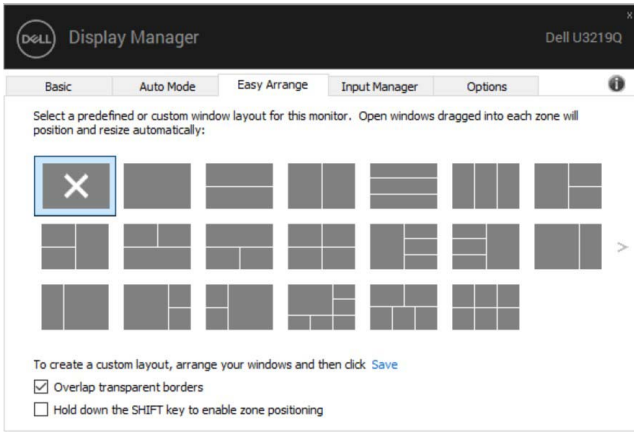 x
DELL Display Manager Dell U3219Q
Basic Auto Mode Easy Arrange Input Manager Options
Select a predefined or custom window layout for this monitor. Open windows dragged into each zone will
position and resize automatically:
To create a custom layout, arrange your windows and then click Save
Overlap transparent borders
Hold down the SHIFT key to enable zone positioning